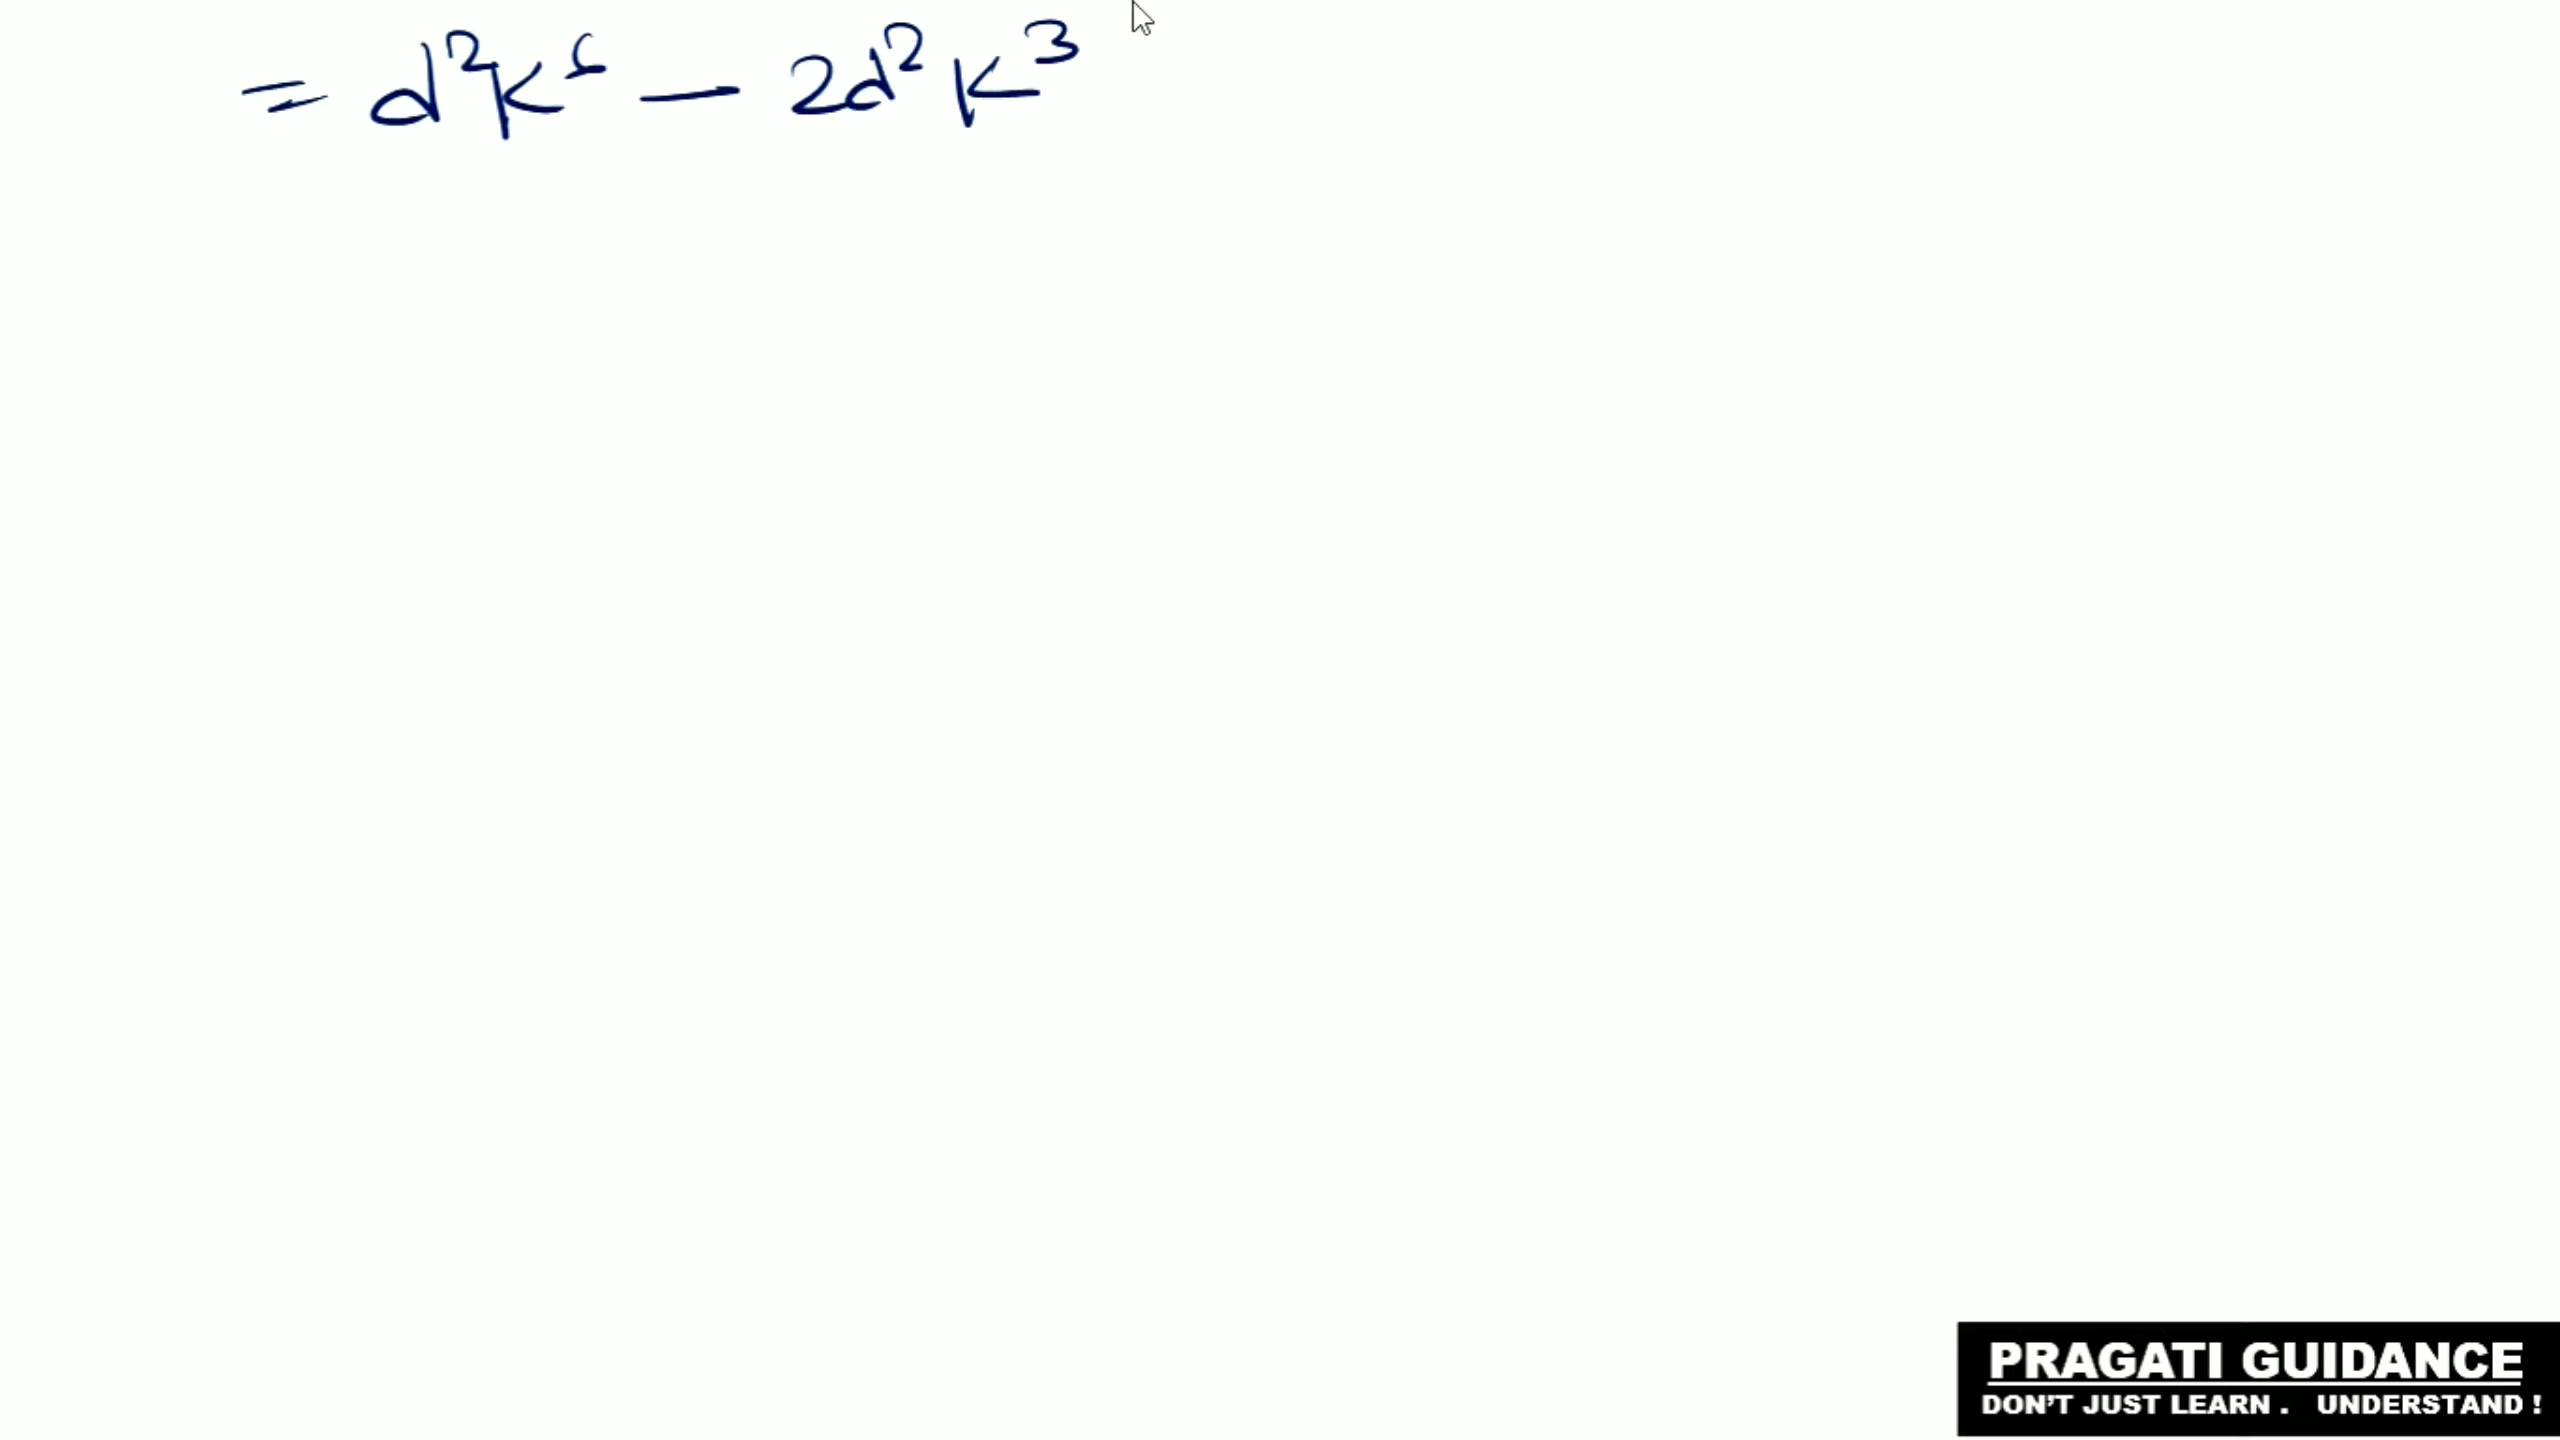 = d²k⁶ − 2d²k³
PRAGATI GUIDANCE
DON'T JUST LEARN . UNDERSTAND !